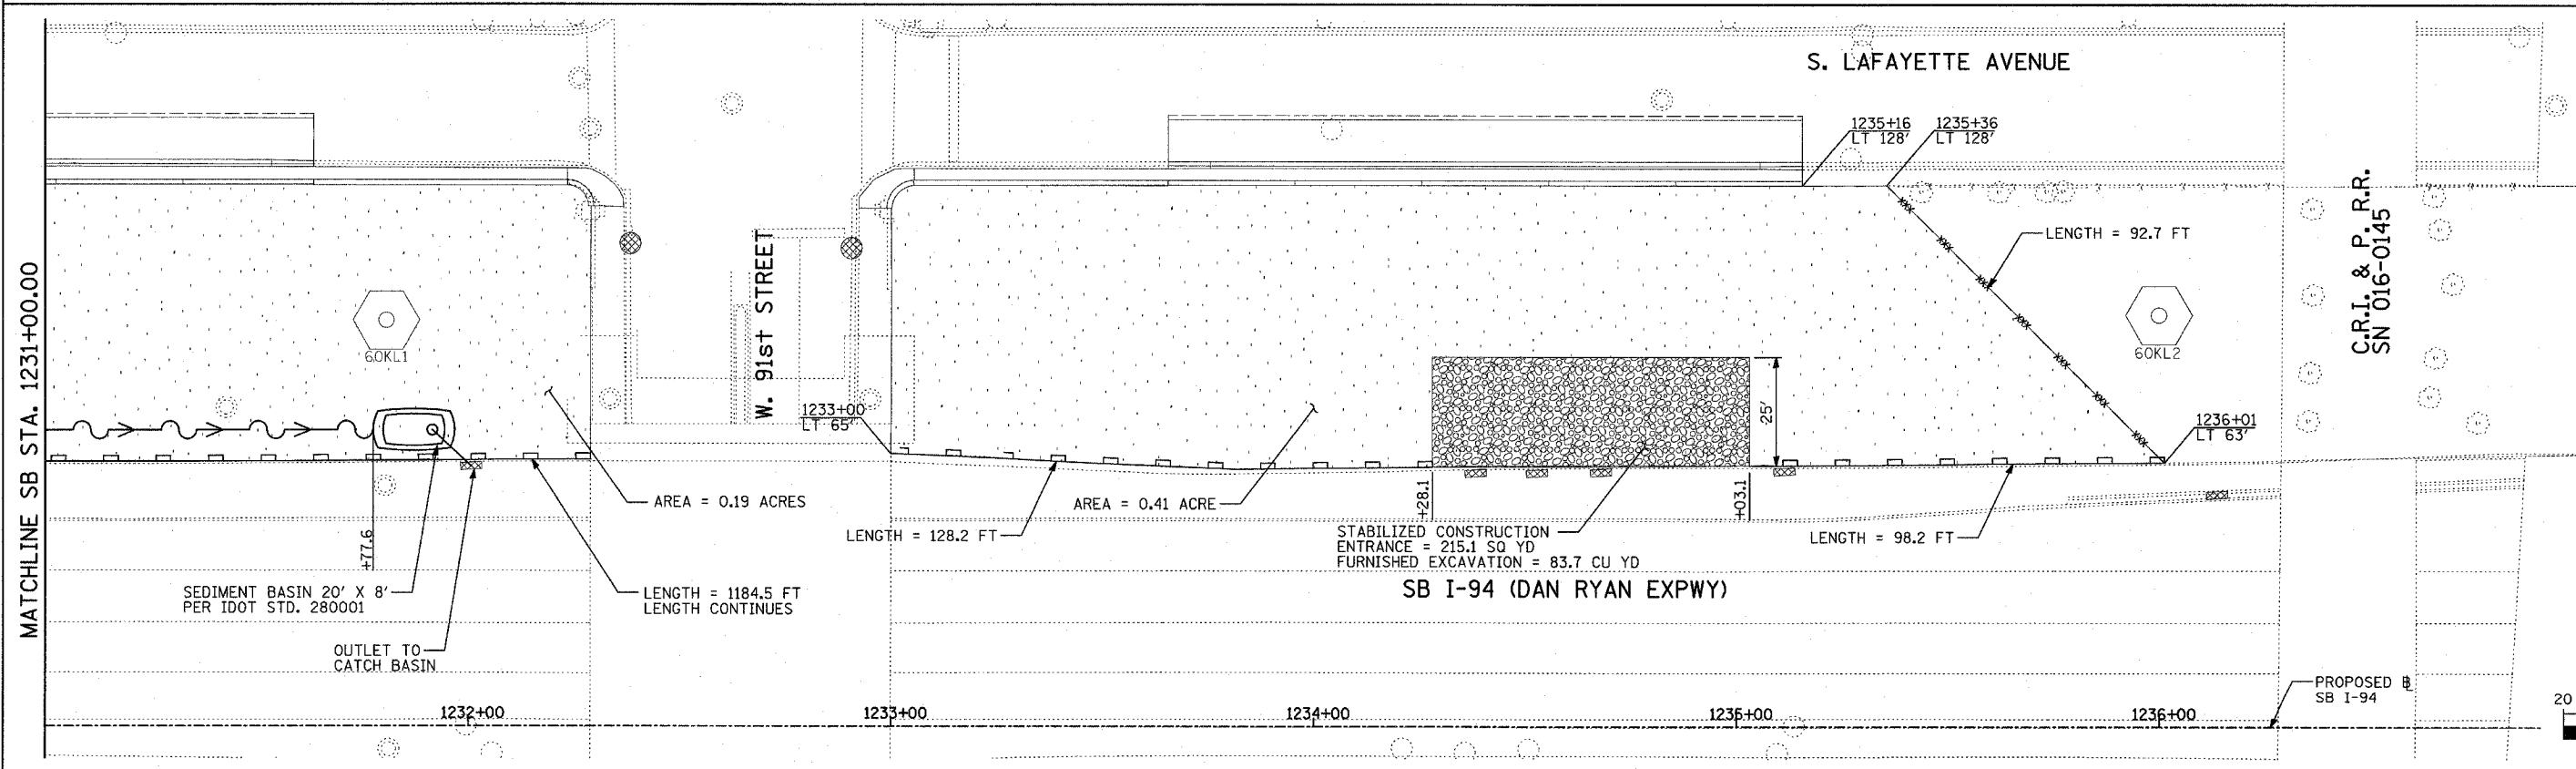 S. LAFAYETTE AVENUE
1235+16
LT 128'
1235+36
LT 128'
LENGTH = 92.7 FT
C.R.I. & P. R.R.
SN 016-0145
MATCHLINE SB STA. 1231+00.00
W. 91st STREET
60KL1
60KL2
1233+00
LT 65'
25'
1236+01
LT 63'
+77.6
AREA = 0.19 ACRES
LENGTH = 128.2 FT
AREA = 0.41 ACRE
+28.1
+03.1
STABILIZED CONSTRUCTION
ENTRANCE = 215.1 SQ YD
FURNISHED EXCAVATION = 83.7 CU YD
LENGTH = 98.2 FT
SEDIMENT BASIN 20' X 8'
PER IDOT STD. 280001
LENGTH = 1184.5 FT
LENGTH CONTINUES
SB I-94 (DAN RYAN EXPWY)
OUTLET TO
CATCH BASIN
PROPOSED ℄
SB I-94
1232+00
1233+00
1234+00
1235+00
1236+00
20